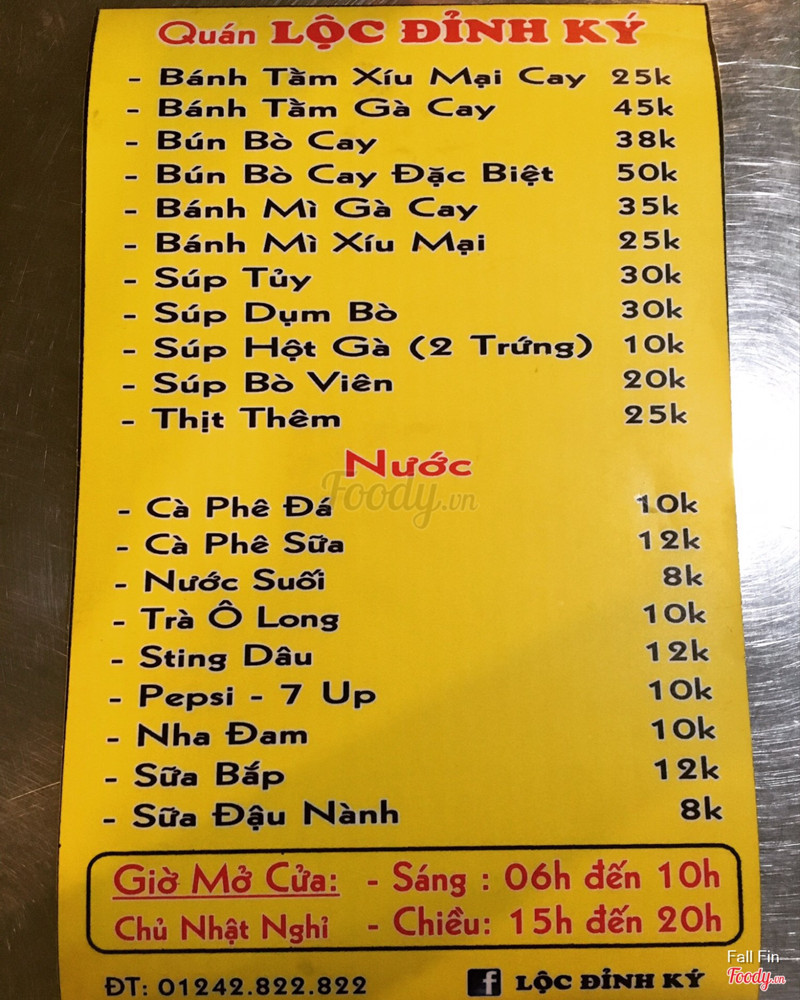 Quán LỘC ĐỈNH KÝ
- Bánh Tằm Xíu Mại Cay 25k
- Bánh Tằm Gà Cay 45k
- Bún Bò Cay 38k
- Bún Bò Cay Đặc Biệt 50k
- Bánh Mì Gà Cay 35k
- Bánh Mì Xíu Mại 25k
- Súp Tủy 30k
- Súp Dụm Bò 30k
- Súp Hột Gà (2 Trứng) 10k
- Súp Bò Viên 20k
- Thịt Thêm 25k
Nước
Foody.vn
- Cà Phê Đá 10k
- Cà Phê Sữa 12k
- Nước Suối 8k
- Trà Ô Long 10k
- Sting Dâu 12k
- Pepsi - 7 Up 10k
- Nha Đam 10k
- Sữa Bắp 12k
- Sữa Đậu Nành 8k
Giờ Mở Cửa: - Sáng : 06h đến 10h
Chủ Nhật Nghỉ - Chiều: 15h đến 20h
ĐT: 01242.822.822 f LỘC ĐỈNH KÝ
Fall Fin
Foody.vn